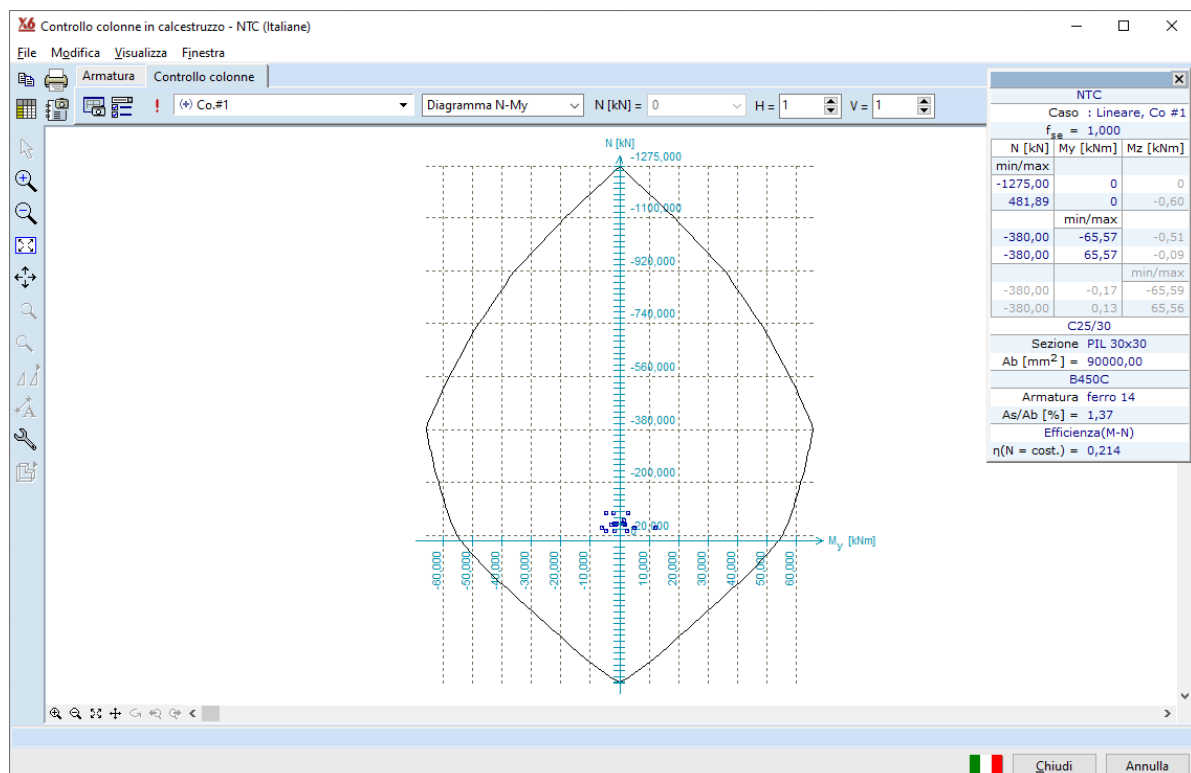 X6 Controllo colonne in calcestruzzo - NTC (Italiane)
File Modifica Visualizza Finestra
Armatura Controllo colonne
! (+) Co.#1 Diagramma N-My N [kN] = 0 H = 1 V = 1
N [kN]
-1275,000
-1100,000
-920,000
-740,000
-560,000
-380,000
-200,000
-20,000
0
My [kNm]
-60,000 -50,000 -40,000 -30,000 -20,000 -10,000 10,000 20,000 30,000 40,000 50,000 60,000
NTC
Caso : Lineare, Co #1
fse = 1,000
N [kN] My [kNm] Mz [kNm]
min/max
-1275,00 0 0
481,89 0 -0,60
min/max
-380,00 -65,57 -0,51
-380,00 65,57 -0,09
min/max
-380,00 -0,17 -65,59
-380,00 0,13 65,56
C25/30
Sezione PIL 30x30
Ab [mm²] = 90000,00
B450C
Armatura ferro 14
As/Ab [%] = 1,37
Efficienza(M-N)
η(N = cost.) = 0,214
Chiudi Annulla